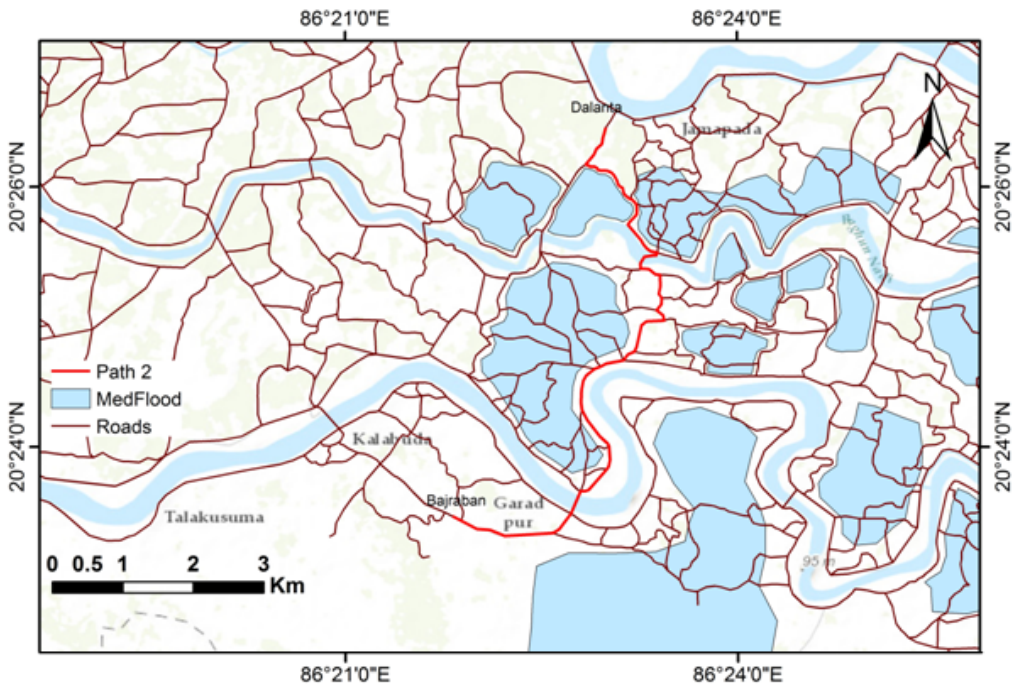 86°21'0"E
86°24'0"E
N
Dalanta
Jamapada
20°26'0"N
20°26'0"N
Path 2
MedFlood
Roads
20°24'0"N
20°24'0"N
Kalabuda
Bajraban
Garad
pur
Talakusuma
95 m
0 0.5 1 2 3
Km
86°21'0"E
86°24'0"E